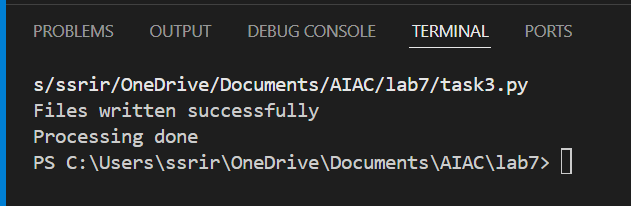 PROBLEMS OUTPUT DEBUG CONSOLE TERMINAL PORTS
s/ssrir/OneDrive/Documents/AIAC/lab7/task3.py
Files written successfully
Processing done
PS C:\Users\ssrir\OneDrive\Documents\AIAC\lab7>